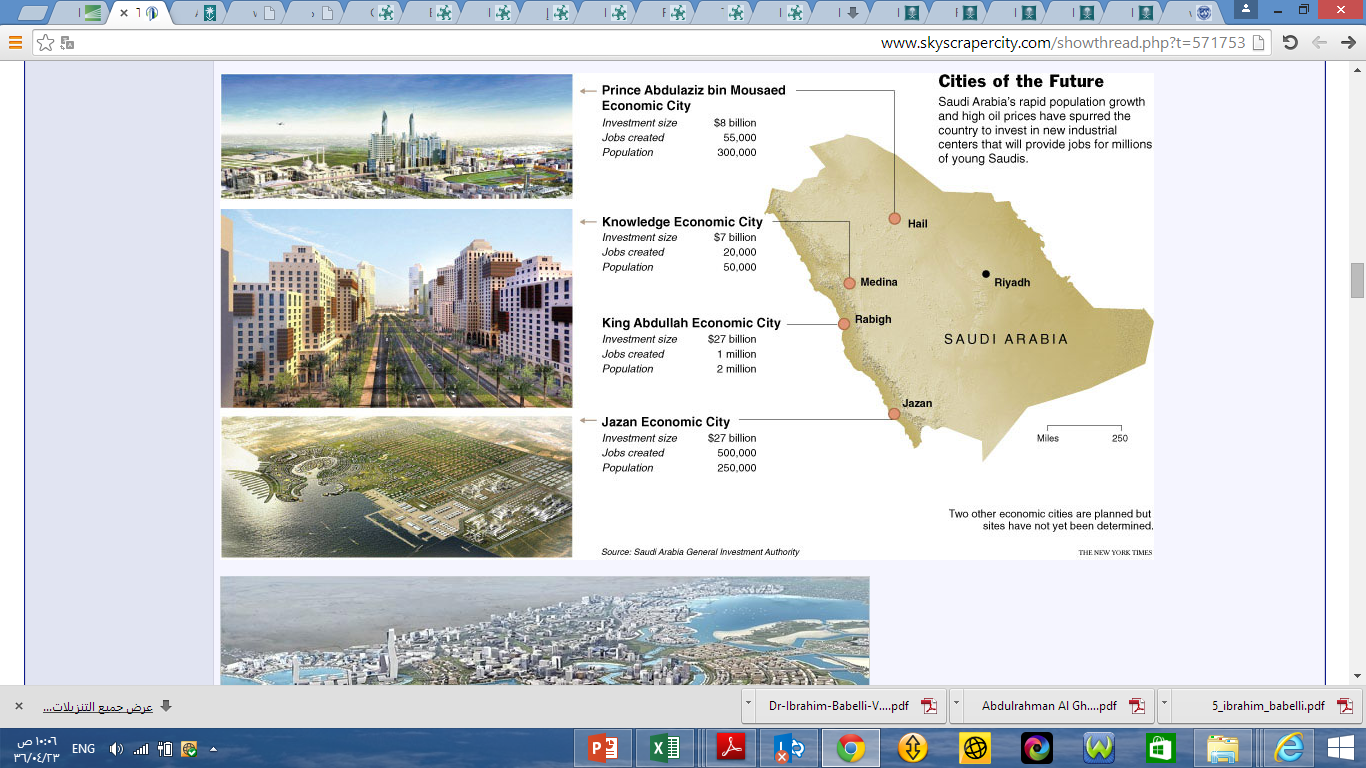 www.skyscrapercity.com/showthread.php?t=571753
Prince Abdulaziz bin Mousaed
Economic City
Investment size $8 billion
Jobs created 55,000
Population 300,000
Knowledge Economic City
Investment size $7 billion
Jobs created 20,000
Population 50,000
King Abdullah Economic City
Investment size $27 billion
Jobs created 1 million
Population 2 million
Jazan Economic City
Investment size $27 billion
Jobs created 500,000
Population 250,000
Source: Saudi Arabia General Investment Authority
Cities of the Future
Saudi Arabia's rapid population growth
and high oil prices have spurred the
country to invest in new industrial
centers that will provide jobs for millions
of young Saudis.
Hail
Medina
Riyadh
Rabigh
SAUDI ARABIA
Jazan
Miles 250
Two other economic cities are planned but
sites have not yet been determined.
THE NEW YORK TIMES
عرض جميع التنزيلات...
Dr-Ibrahim-Babelli-V....pdf
Abdulrahman Al Gh....pdf
5_ibrahim_babelli.pdf
١٠:٠٦ ص
٣٦/٠٤/٢٣
ENG